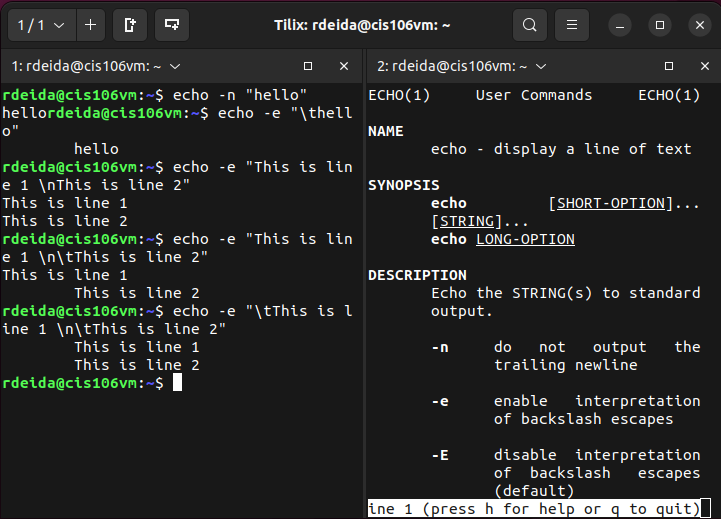 1 / 1
Tilix: rdeida@cis106vm: ~
1: rdeida@cis106vm: ~
rdeida@cis106vm:~$ echo -n "hello"
hellordeida@cis106vm:~$ echo -e "\thell
o"
hello
rdeida@cis106vm:~$ echo -e "This is lin
e 1 \nThis is line 2"
This is line 1
This is line 2
rdeida@cis106vm:~$ echo -e "This is lin
e 1 \n\tThis is line 2"
This is line 1
This is line 2
rdeida@cis106vm:~$ echo -e "\tThis is l
ine 1 \n\tThis is line 2"
This is line 1
This is line 2
rdeida@cis106vm:~$
2: rdeida@cis106vm: ~
ECHO(1) User Commands ECHO(1)
NAME
echo - display a line of text
SYNOPSIS
echo [SHORT-OPTION]...
[STRING]...
echo LONG-OPTION
DESCRIPTION
Echo the STRING(s) to standard
output.
-n do not output the
trailing newline
-e enable interpretation
of backslash escapes
-E disable interpretation
of backslash escapes
(default)
ine 1 (press h for help or q to quit)